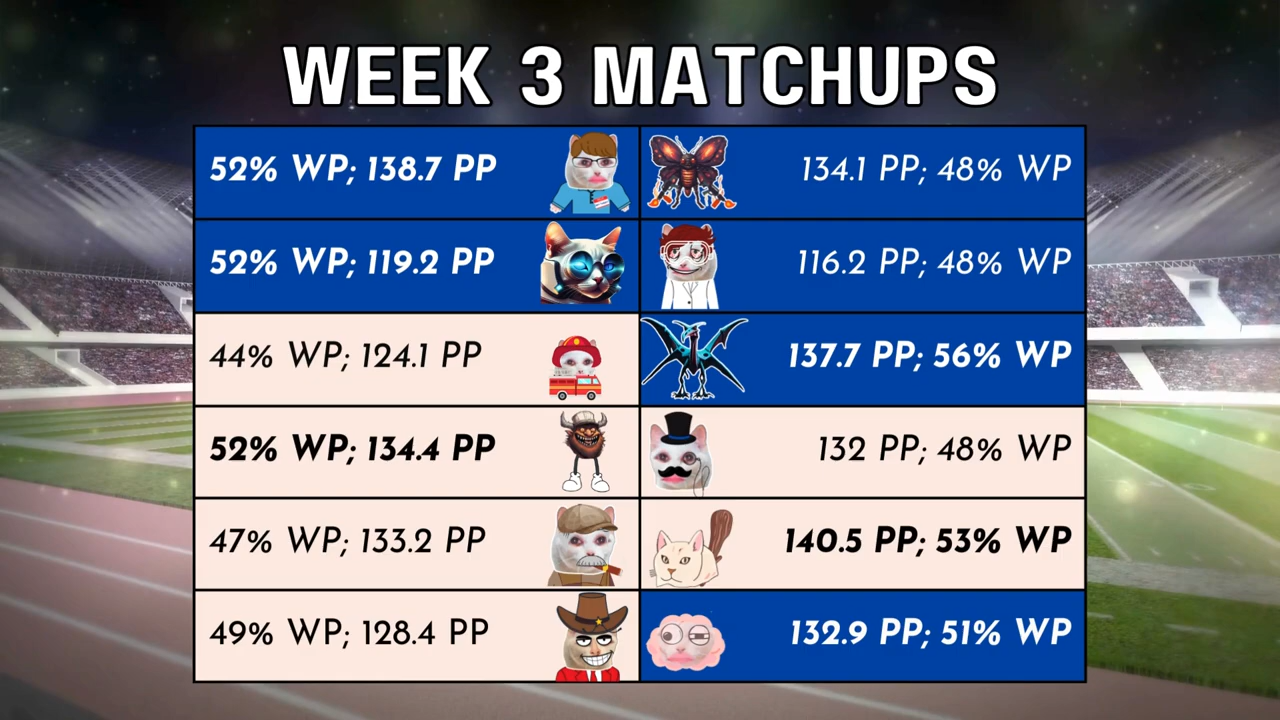 WEEK 3 MATCHUPS
52% WP; 138.7 PP
134.1 PP; 48% WP
52% WP; 119.2 PP
116.2 PP; 48% WP
44% WP; 124.1 PP
137.7 PP; 56% WP
52% WP; 134.4 PP
132 PP; 48% WP
47% WP; 133.2 PP
140.5 PP; 53% WP
49% WP; 128.4 PP
132.9 PP; 51% WP